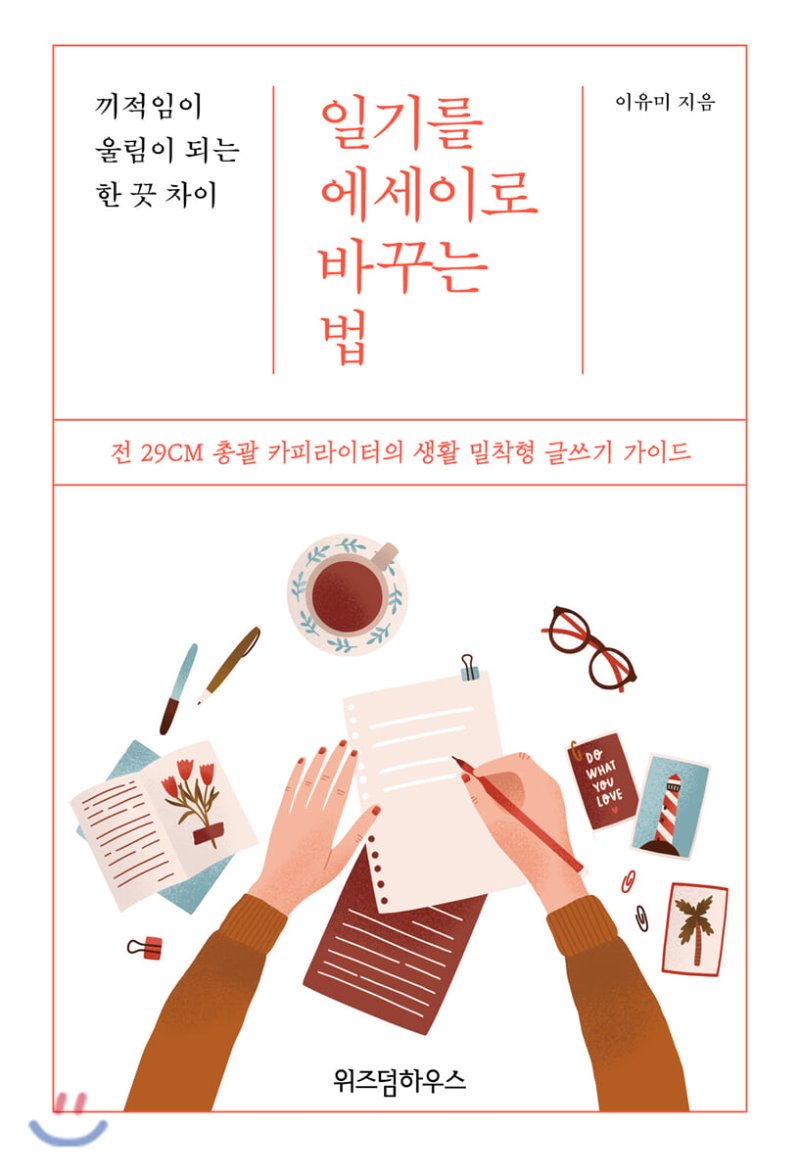 끼적임이
울림이 되는
한 끗 차이
일기를
에세이로
바꾸는
법
이유미 지음
전 29CM 총괄 카피라이터의 생활 밀착형 글쓰기 가이드
DO
WHAT
YOU
LOVE
위즈덤하우스